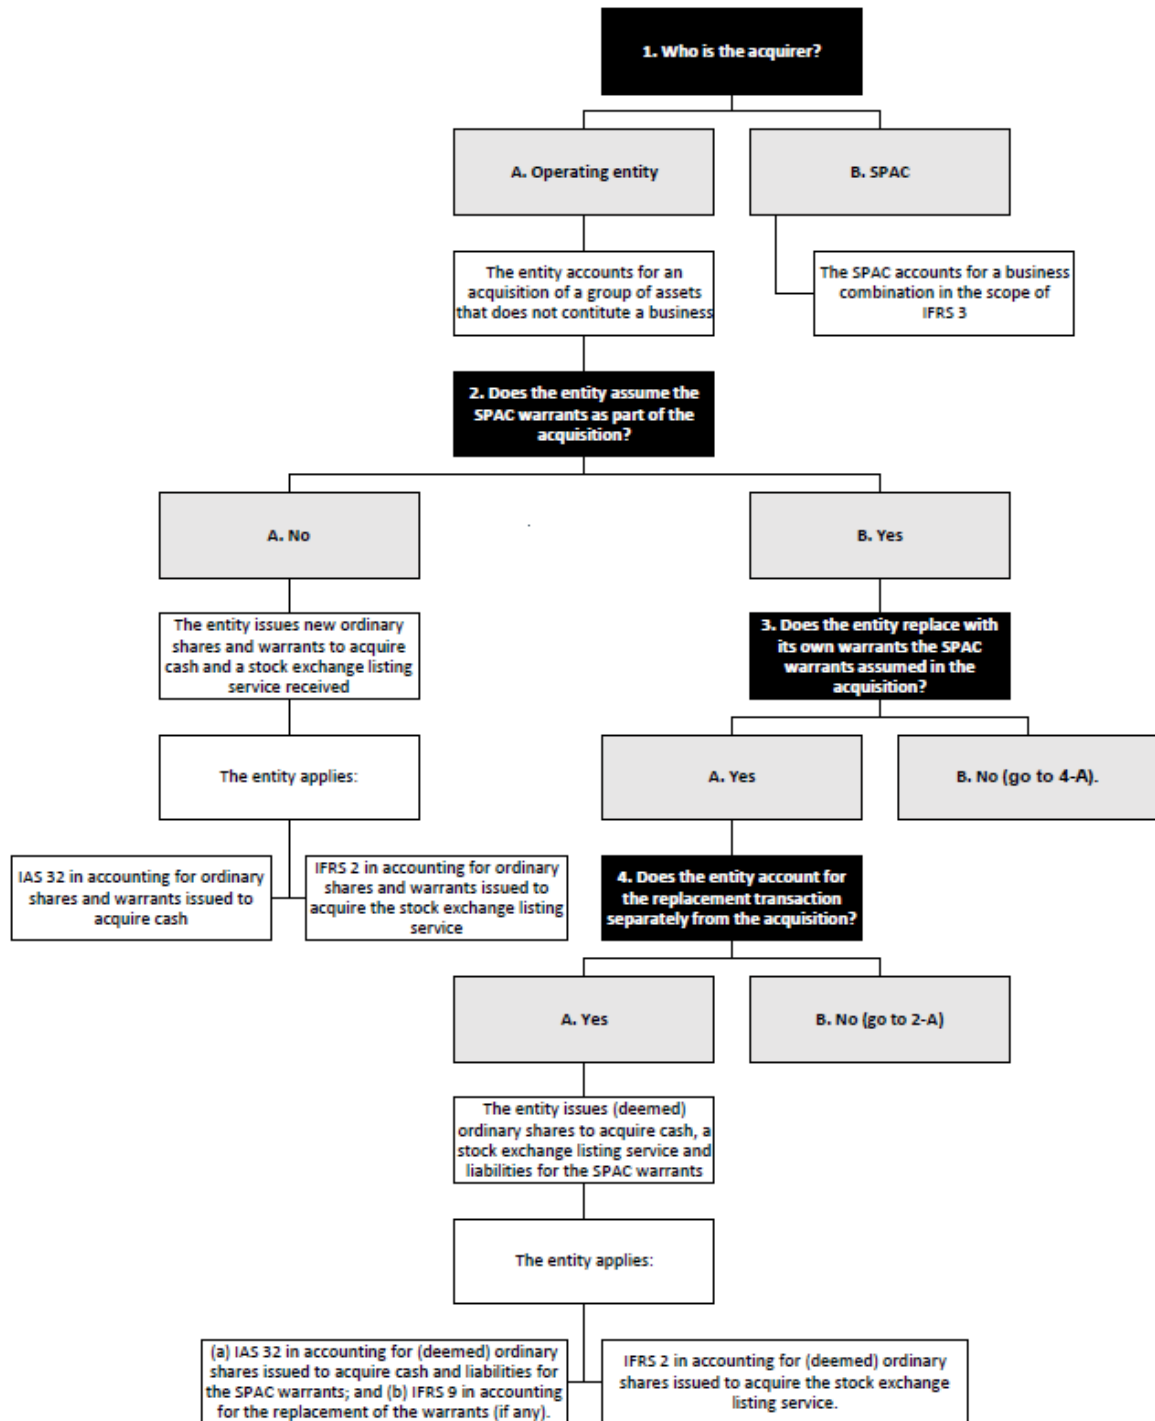 1. Who is the acquirer?
A. Operating entity
B. SPAC
The entity accounts for an
acquisition of a group of assets
that does not contitute a business
The SPAC accounts for a business
combination in the scope of
IFRS 3
2. Does the entity assume the
SPAC warrants as part of the
acquisition?
A. No
B. Yes
The entity issues new ordinary
shares and warrants to acquire
cash and a stock exchange listing
service received
3. Does the entity replace with
its own warrants the SPAC
warrants assumed in the
acquisition?
The entity applies:
A. Yes
B. No (go to 4-A).
IAS 32 in accounting for ordinary
shares and warrants issued to
acquire cash
IFRS 2 in accounting for ordinary
shares and warrants issued to
acquire the stock exchange listing
service
4. Does the entity account for
the replacement transaction
separately from the acquisition?
A. Yes
B. No (go to 2-A)
The entity issues (deemed)
ordinary shares to acquire cash, a
stock exchange listing service and
liabilities for the SPAC warrants
The entity applies:
(a) IAS 32 in accounting for (deemed) ordinary
shares issued to acquire cash and liabilities for
the SPAC warrants; and (b) IFRS 9 in accounting
for the replacement of the warrants (if any).
IFRS 2 in accounting for (deemed) ordinary
shares issued to acquire the stock exchange
listing service.